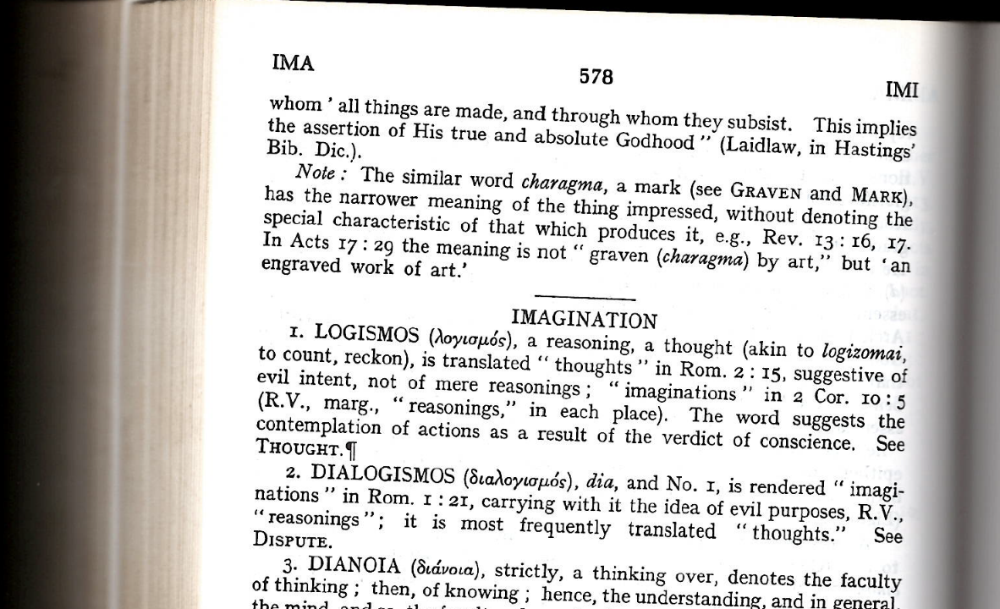 IMA
578
IMI
whom ' all things are made, and through whom they subsist. This implies
the assertion of His true and absolute Godhood " (Laidlaw, in Hastings'
Bib. Dic.).
Note : The similar word charagma, a mark (see GRAVEN and MARK),
has the narrower meaning of the thing impressed, without denoting the
special characteristic of that which produces it, e.g., Rev. 13 : 16, 17.
In Acts 17 : 29 the meaning is not " graven (charagma) by art," but ' an
engraved work of art.'
IMAGINATION
1. LOGISMOS (λογισμός), a reasoning, a thought (akin to logizomai,
to count, reckon), is translated " thoughts " in Rom. 2 : 15, suggestive of
evil intent, not of mere reasonings ; " imaginations " in 2 Cor. 10 : 5
(R.V., marg., " reasonings," in each place). The word suggests the
contemplation of actions as a result of the verdict of conscience. See
THOUGHT.¶
2. DIALOGISMOS (διαλογισμός), dia, and No. 1, is rendered " imagi-
nations " in Rom. 1 : 21, carrying with it the idea of evil purposes, R.V.,
" reasonings " ; it is most frequently translated " thoughts." See
DISPUTE.
3. DIANOIA (διάνοια), strictly, a thinking over, denotes the faculty
of thinking ; then, of knowing ; hence, the understanding, and in general,
the mind, and so, the